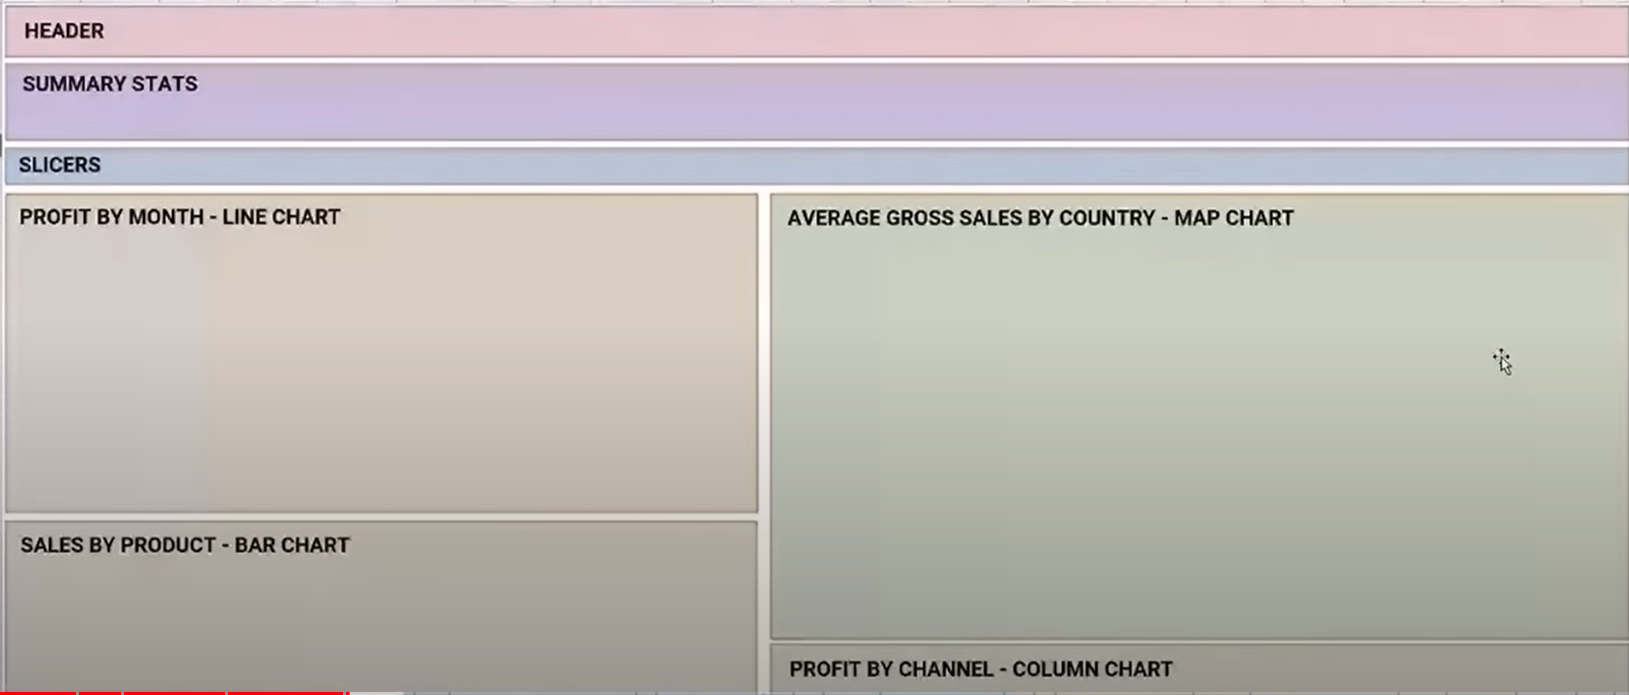 HEADER
SUMMARY STATS
SLICERS
PROFIT BY MONTH - LINE CHART
AVERAGE GROSS SALES BY COUNTRY - MAP CHART
SALES BY PRODUCT - BAR CHART
PROFIT BY CHANNEL - COLUMN CHART